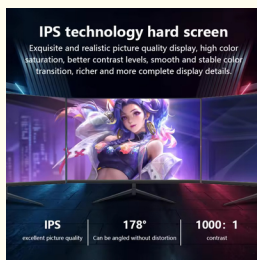 IPS technology hard screen
Exquisite and realistic picture quality display, high color
saturation, better contrast levels, smooth and stable color
transition, richer and more complete display details.
IPS
excellent picture quality
178°
Can be angled without distortion
1000: 1
contrast